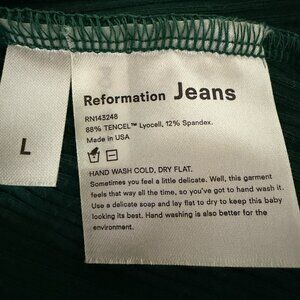 L
Reformation Jeans
RN143248
88% TENCEL™ Lyocell, 12% Spandex.
Made in USA
HAND WASH COLD, DRY FLAT.
Sometimes you feel a little delicate. Well, this garment
feels that way all the time, so you've got to hand wash it.
Use a delicate soap and lay flat to dry to keep this baby
looking its best. Hand washing is also better for the
environment.